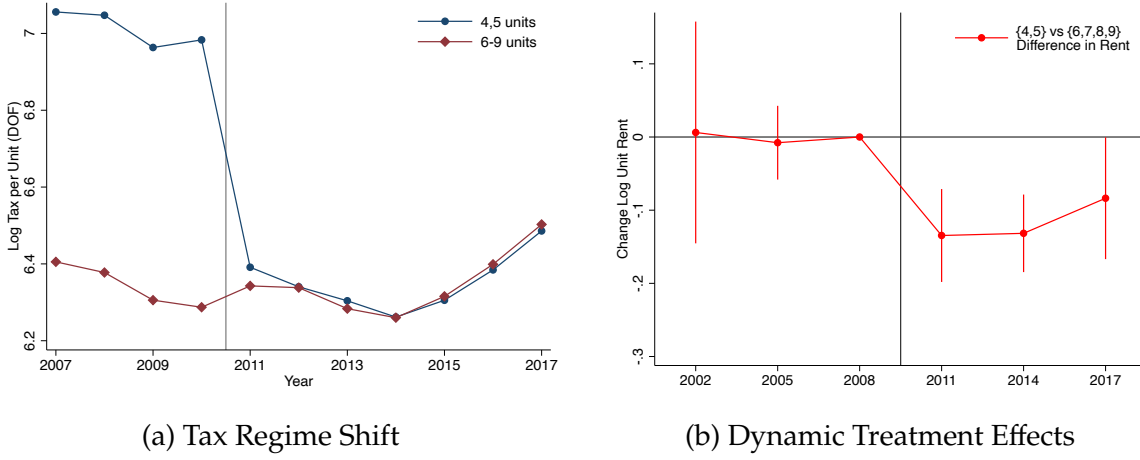 7
6.8
6.6
6.4
6.2
Log Tax per Unit (DOF)
4,5 units
6-9 units
2007
2009
2011
2013
2015
2017
Year
(a) Tax Regime Shift
.1
0
-.1
-.2
-.3
Change Log Unit Rent
{4,5} vs {6,7,8,9}
Difference in Rent
2002
2005
2008
2011
2014
2017
(b) Dynamic Treatment Effects